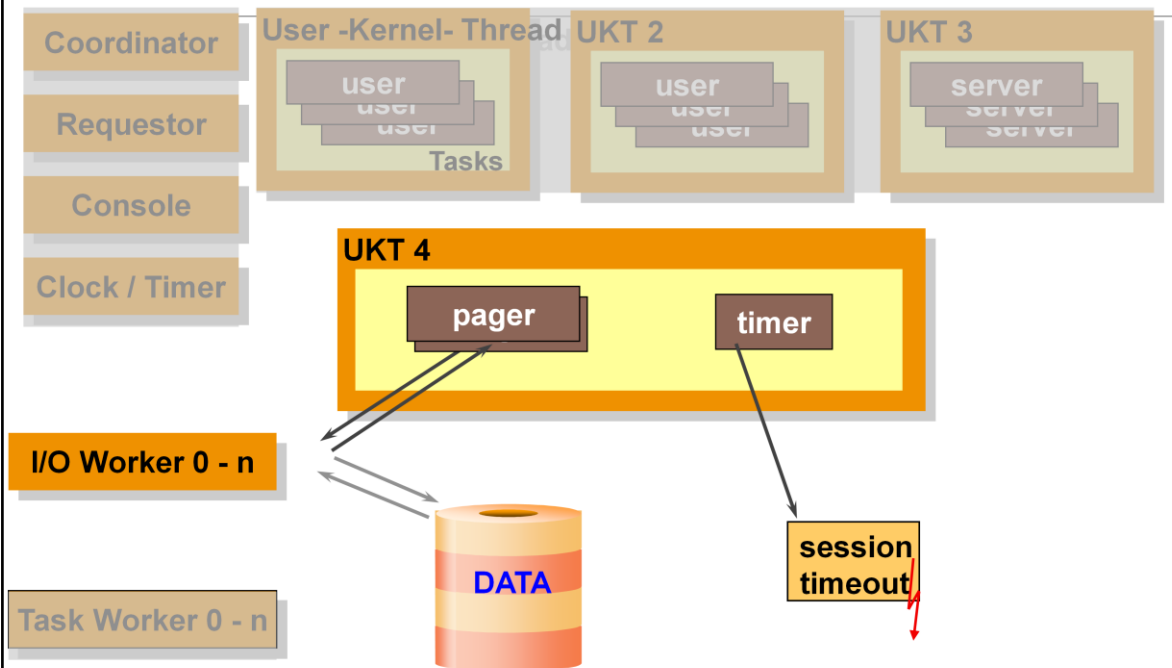 Coordinator
Requestor
Console
Clock / Timer
User -Kernel- Thread
user
user
user
Tasks
UKT 2
user
user
user
UKT 3
server
server
server
UKT 4
pager
timer
I/O Worker 0 - n
DATA
session
timeout
Task Worker 0 - n